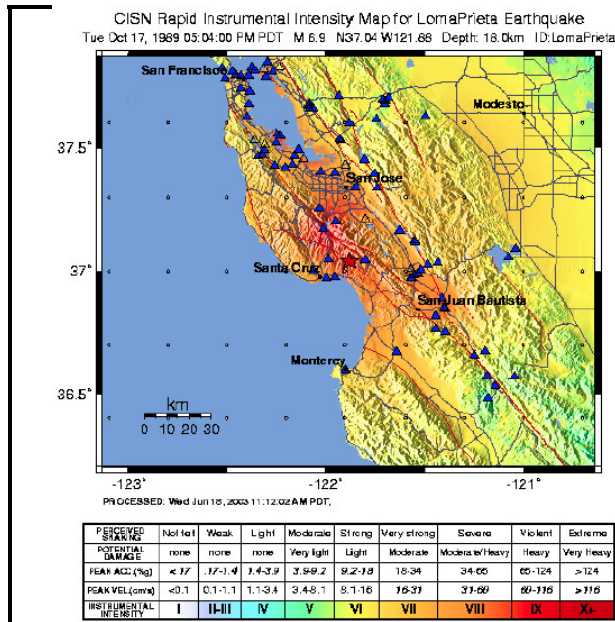 CISN Rapid Instrumental Intensity Map for LomaPrieta Earthquake
Tue Oct 17, 1989 05:04:00 PM PDT M 6.9 N37.04 W121.88 Depth: 18.0km ID:LomaPrieta
San Francisco
Modesto
37.5°
San Jose
37°
Santa Cruz
San Juan Bautista
Monterey
36.5°
km
0 10 20 30
-123° -122° -121°
PROCESSED: Wed Jun 18, 2003 11:12:02 AM PDT,
PERCEIVED SHAKING Not felt Weak Light Moderate Strong Very strong Severe Violent Extreme
POTENTIAL DAMAGE none none none Very light Light Moderate Moderate/Heavy Heavy Very Heavy
PEAK ACC.(%g) <.17 .17-1.4 1.4-3.9 3.9-9.2 9.2-18 18-34 34-65 65-124 >124
PEAK VEL.(cm/s) <0.1 0.1-1.1 1.1-3.4 3.4-8.1 8.1-16 16-31 31-60 60-116 >116
INSTRUMENTAL INTENSITY I II-III IV V VI VII VIII IX X+